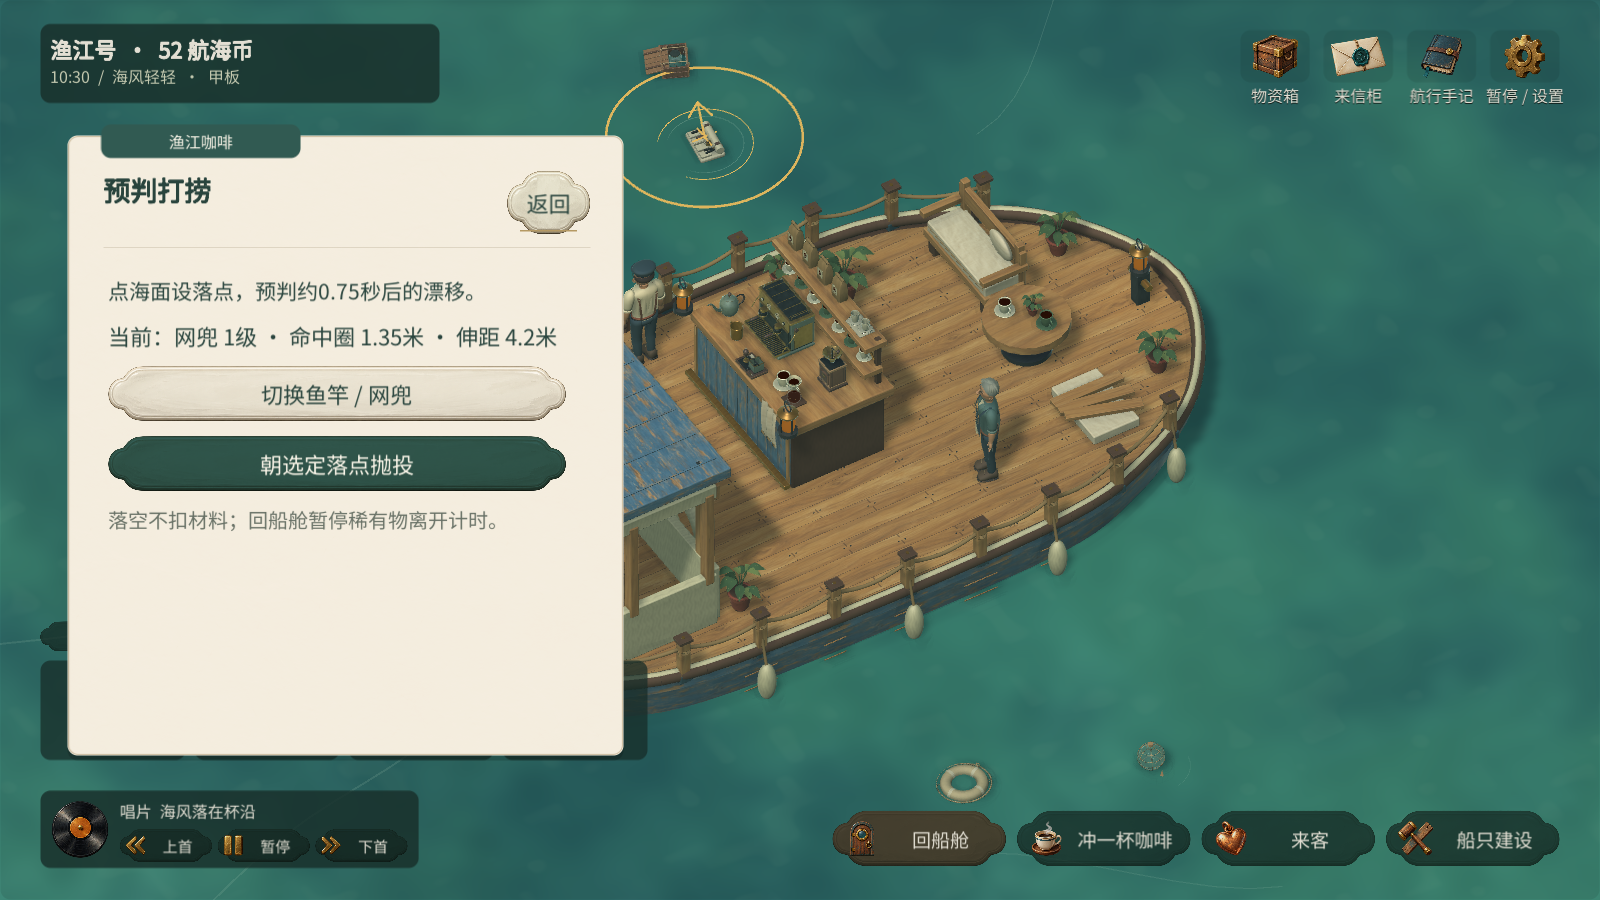 渔江号 · 52 航海币
10:30 / 海风轻轻 · 甲板
物资箱
来信柜
航行手记
暂停 / 设置
渔江咖啡
预判打捞
返回
点海面设落点，预判约0.75秒后的漂移。
当前：网兜 1级 · 命中圈 1.35米 · 伸距 4.2米
切换鱼竿 / 网兜
朝选定落点抛投
落空不扣材料；回船舱暂停稀有物离开计时。
唱片 海风落在杯沿
上首
暂停
下首
回船舱
冲一杯咖啡
来客
船只建设